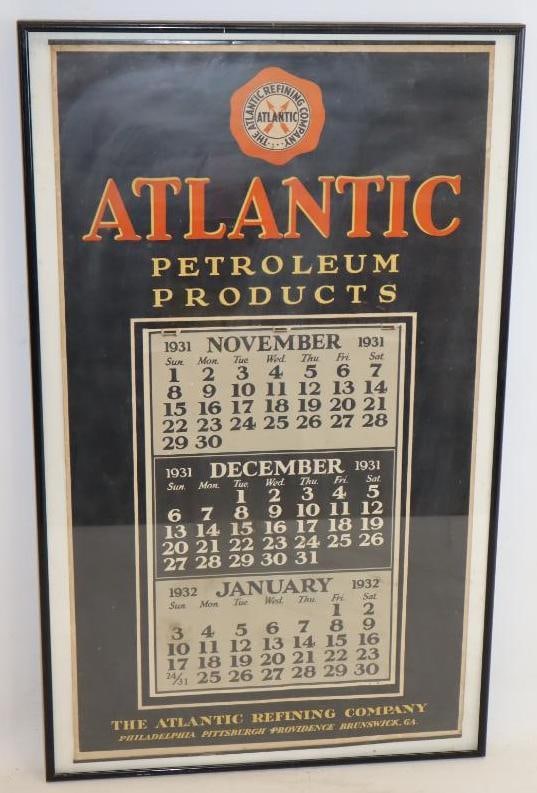 THE ATLANTIC REFINING COMPANY
ATLANTIC
ATLANTIC
PETROLEUM
PRODUCTS
1931 NOVEMBER 1931
Sun. Mon. Tue. Wed. Thu. Fri. Sat.
1 2 3 4 5 6 7
8 9 10 11 12 13 14
15 16 17 18 19 20 21
22 23 24 25 26 27 28
29 30
1931 DECEMBER 1931
Sun. Mon. Tue. Wed. Thu. Fri. Sat.
1 2 3 4 5
6 7 8 9 10 11 12
13 14 15 16 17 18 19
20 21 22 23 24 25 26
27 28 29 30 31
1932 JANUARY 1932
Sun. Mon. Tue. Wed. Thu. Fri. Sat.
1 2
3 4 5 6 7 8 9
10 11 12 13 14 15 16
17 18 19 20 21 22 23
24/31 25 26 27 28 29 30
THE ATLANTIC REFINING COMPANY
PHILADELPHIA PITTSBURGH PROVIDENCE BRUNSWICK, GA.